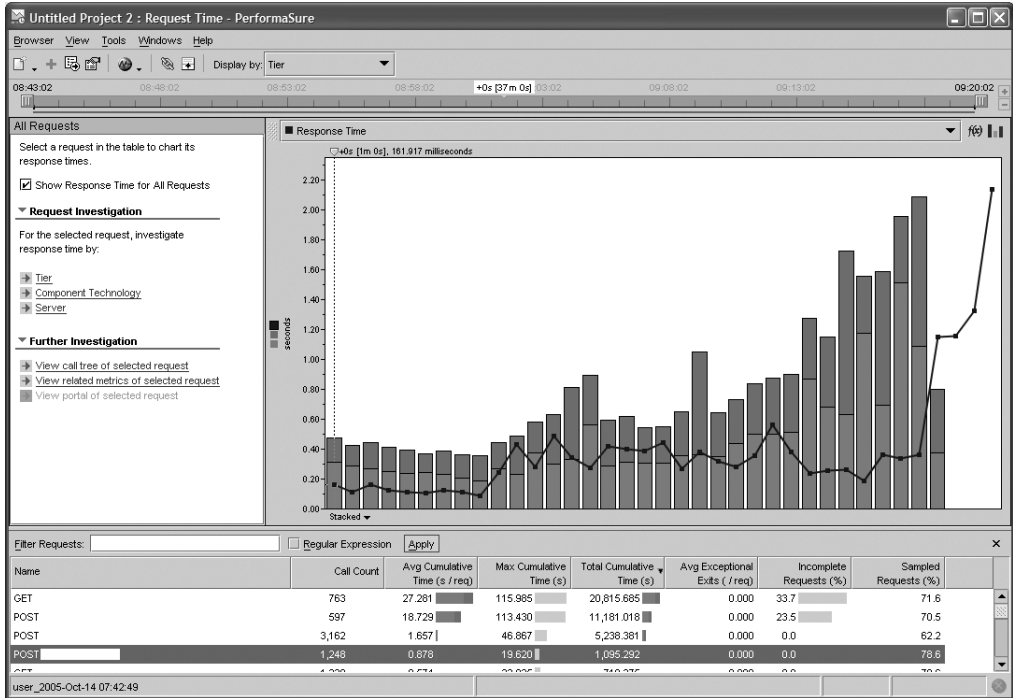 Untitled Project 2 : Request Time - PerformaSure
Browser View Tools Windows Help
Display by: Tier
08:43:02 08:48:02 08:53:02 08:58:02 +0s [37m 0s] :03:02 09:08:02 09:13:02 09:20:02
All Requests
Select a request in the table to chart its
response times.
Show Response Time for All Requests
Request Investigation
For the selected request, investigate
response time by:
Tier
Component Technology
Server
Further Investigation
View call tree of selected request
View related metrics of selected request
View portal of selected request
Response Time
f(x)
+0s [1m 0s], 161.917 milliseconds
2.20
2.00
1.80
1.60
1.40
1.20
1.00
0.80
0.60
0.40
0.20
0.00
seconds
Stacked
Filter Requests: Regular Expression Apply
Name Call Count Avg Cumulative Time (s / req) Max Cumulative Time (s) Total Cumulative Time (s) Avg Exceptional Exits ( / req) Incomplete Requests (%) Sampled Requests (%)
GET 763 27.281 115.985 20,815.685 0.000 33.7 71.6
POST 597 18.729 113.430 11,181.018 0.000 23.5 70.5
POST 3,162 1.657 46.867 5,238.381 0.000 0.0 62.2
POST 1,248 0.878 19.620 1,095.292 0.000 0.0 78.6
user_2005-Oct-14 07:42:49